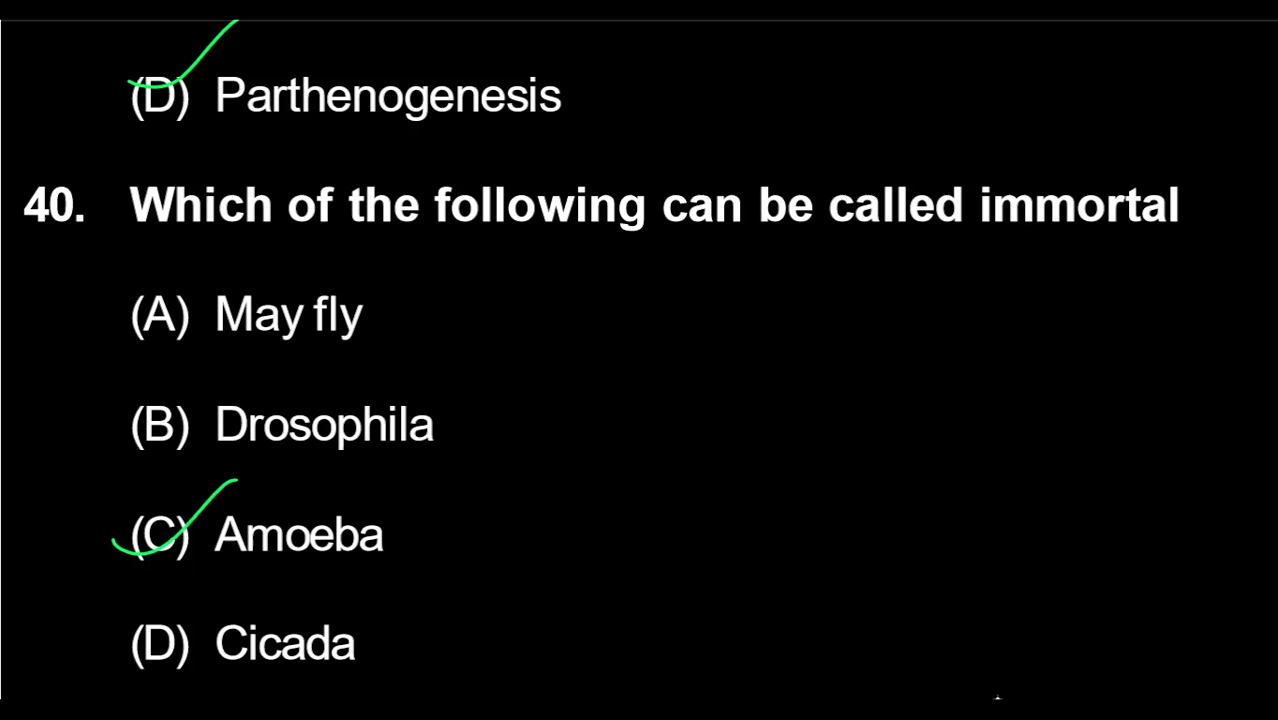 (D) Parthenogenesis
40. Which of the following can be called immortal
(A) May fly
(B) Drosophila
(C) Amoeba
(D) Cicada